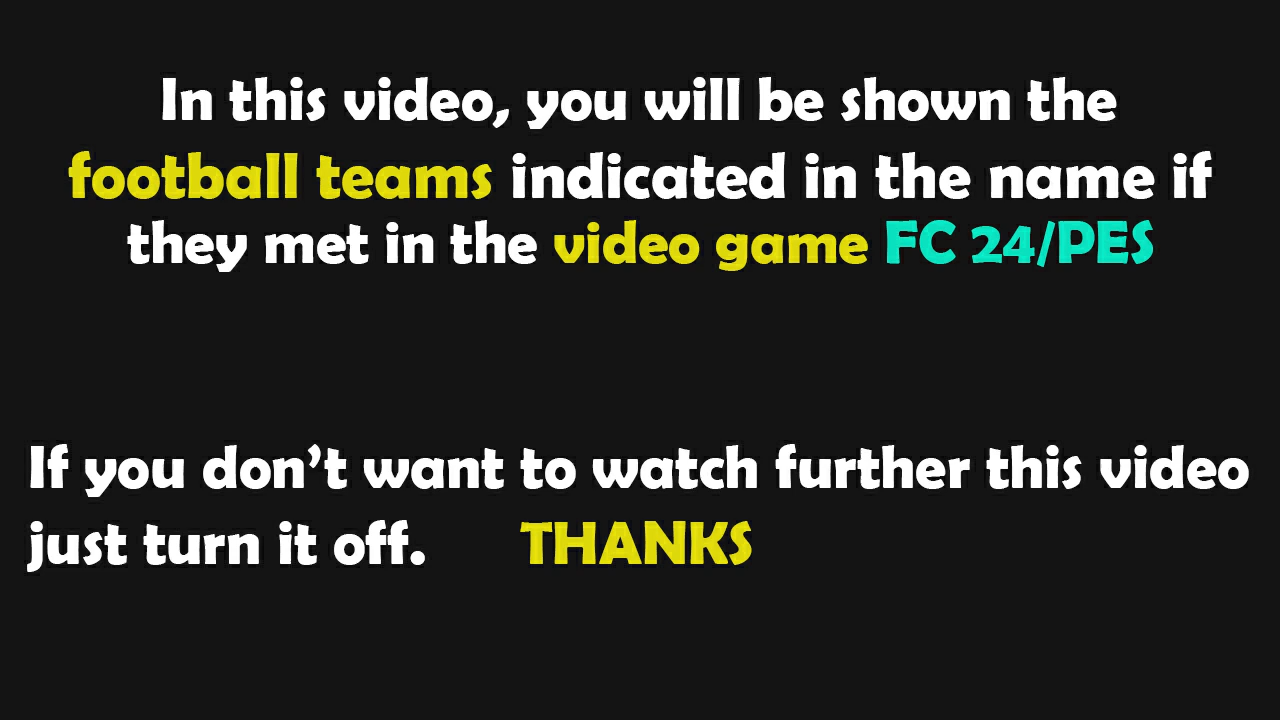 In this video, you will be shown the
football teams indicated in the name if
they met in the video game FC 24/PES
If you don’t want to watch further this video
just turn it off. THANKS